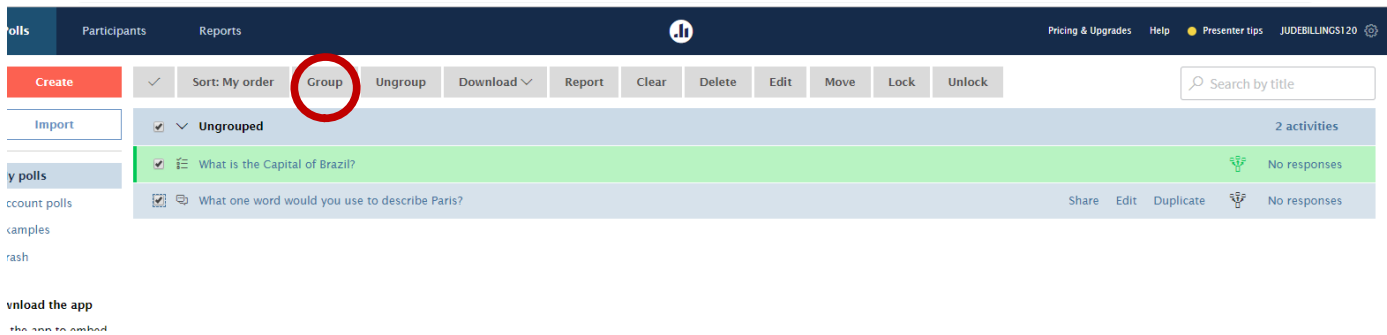 olls Participants Reports Pricing & Upgrades Help Presenter tips JUDEBILLINGS120
Create Sort: My order Group Ungroup Download Report Clear Delete Edit Move Lock Unlock Search by title
Import Ungrouped 2 activities
What is the Capital of Brazil? No responses
y polls
ccount polls What one word would you use to describe Paris? Share Edit Duplicate No responses
xamples
rash
wnload the app
the app to embed